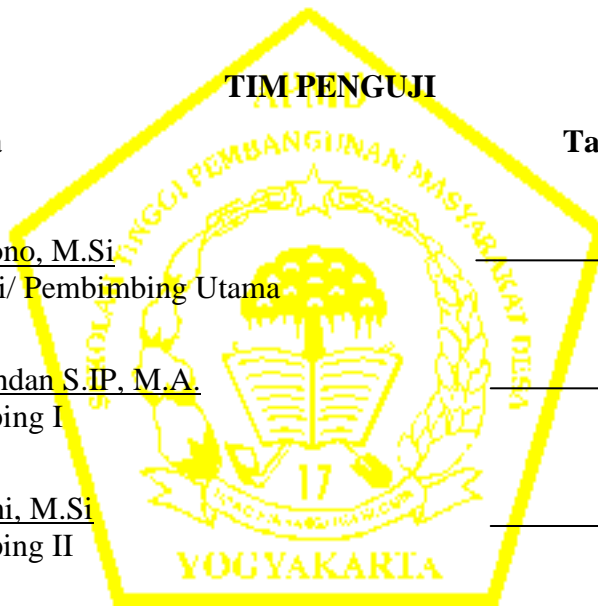 APMD
TIM PENGUJI
Ta
SEKOLAH TINGGI PEMBANGUNAN MASYARAKAT DESA
ono, M.Si
i/ Pembimbing Utama
ndan S.IP, M.A.
bing I
17
ni, M.Si
bing II
YOGYAKARTA